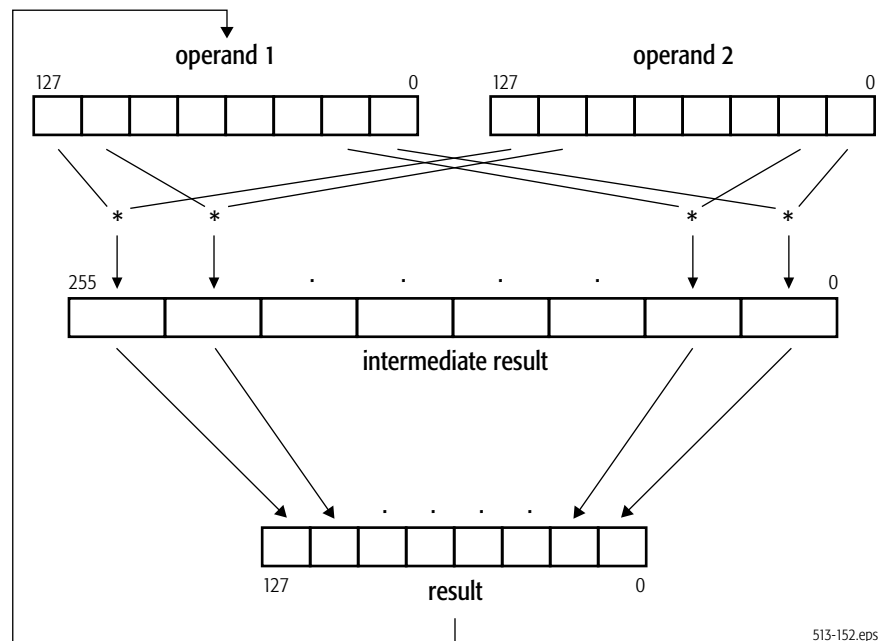 operand 1 operand 2
127 0 127 0
* * * *
255 . . . . 0
intermediate result
. . . .
127 result 0
513-152.eps